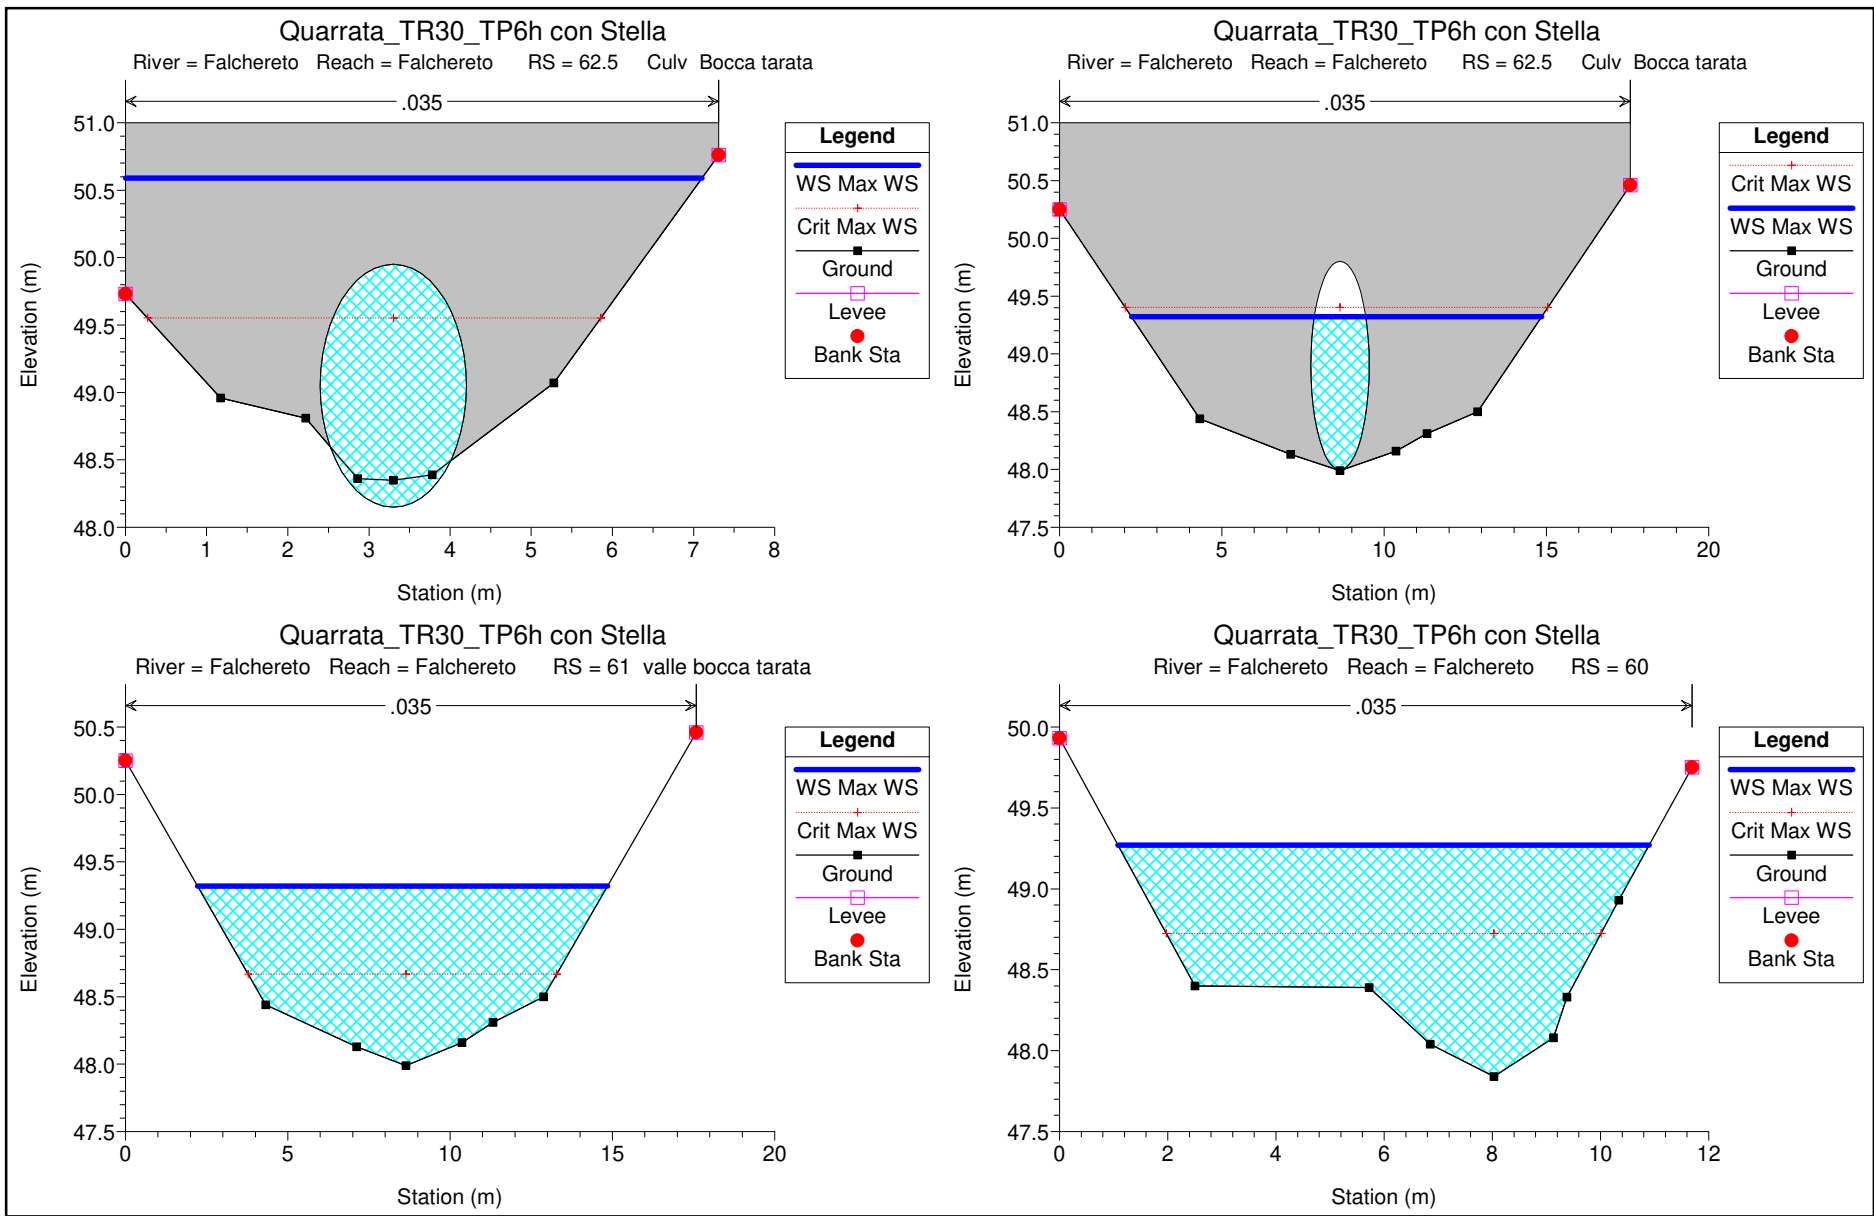 Quarrata_TR30_TP6h con Stella
River = Falchereto Reach = Falchereto RS = 62.5 Culv Bocca tarata
.035
51.0
50.5
50.0
49.5
49.0
48.5
48.0
Elevation (m)
0 1 2 3 4 5 6 7 8
Station (m)
Legend
WS Max WS
Crit Max WS
Ground
Levee
Bank Sta
Quarrata_TR30_TP6h con Stella
River = Falchereto Reach = Falchereto RS = 62.5 Culv Bocca tarata
.035
51.0
50.5
50.0
49.5
49.0
48.5
48.0
47.5
Elevation (m)
0 5 10 15 20
Station (m)
Legend
Crit Max WS
WS Max WS
Ground
Levee
Bank Sta
Quarrata_TR30_TP6h con Stella
River = Falchereto Reach = Falchereto RS = 61 valle bocca tarata
.035
50.5
50.0
49.5
49.0
48.5
48.0
47.5
Elevation (m)
0 5 10 15 20
Station (m)
Legend
WS Max WS
Crit Max WS
Ground
Levee
Bank Sta
Quarrata_TR30_TP6h con Stella
River = Falchereto Reach = Falchereto RS = 60
.035
50.0
49.5
49.0
48.5
48.0
47.5
Elevation (m)
0 2 4 6 8 10 12
Station (m)
Legend
WS Max WS
Crit Max WS
Ground
Levee
Bank Sta